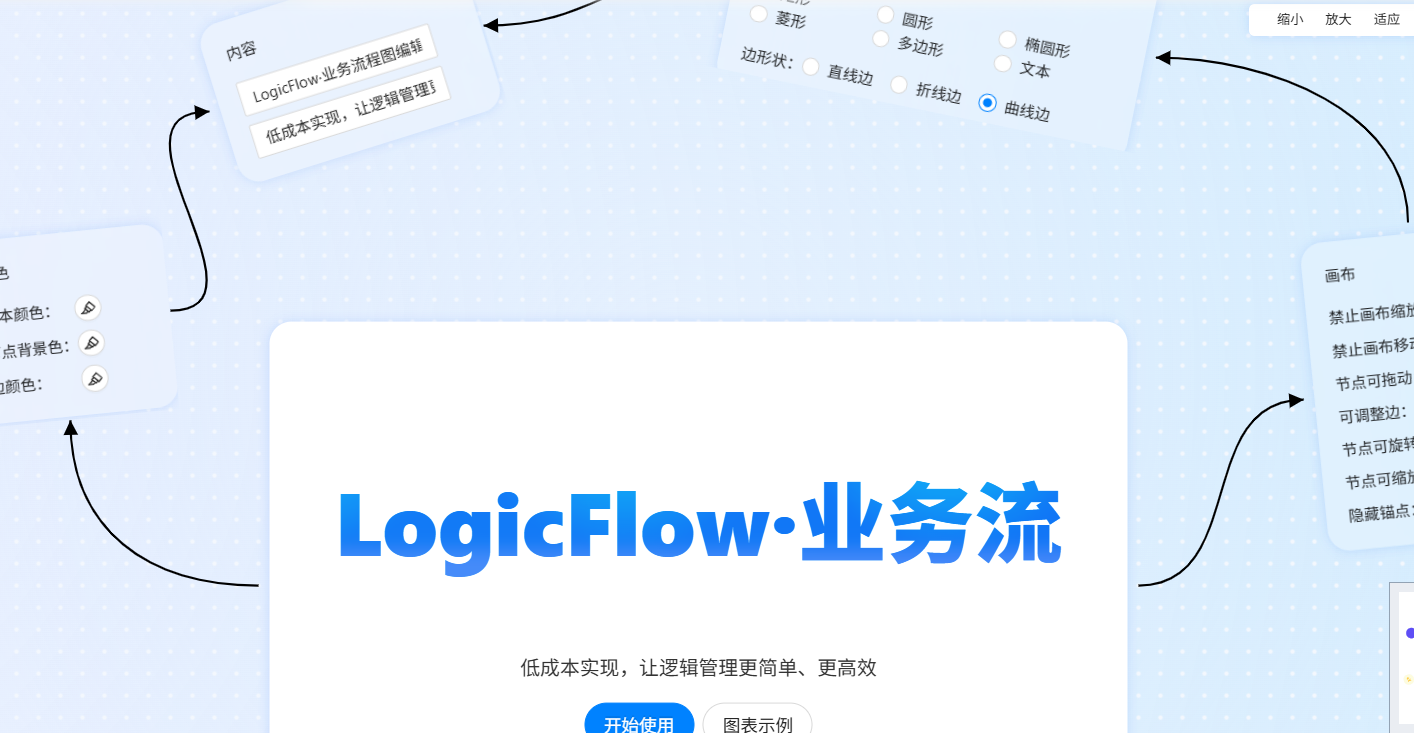 缩小 放大 适应
菱形
圆形
椭圆形
多边形
文本
边形状: 直线边 折线边 曲线边
内容
LogicFlow·业务流程图编辑
低成本实现，让逻辑管理
色
本颜色:
点背景色:
边颜色:
画布
禁止画布缩放
禁止画布移动
节点可拖动
可调整边:
节点可旋转
节点可缩放
隐藏锚点:
LogicFlow·业务流
低成本实现，让逻辑管理更简单、更高效
开始使用 图表示例